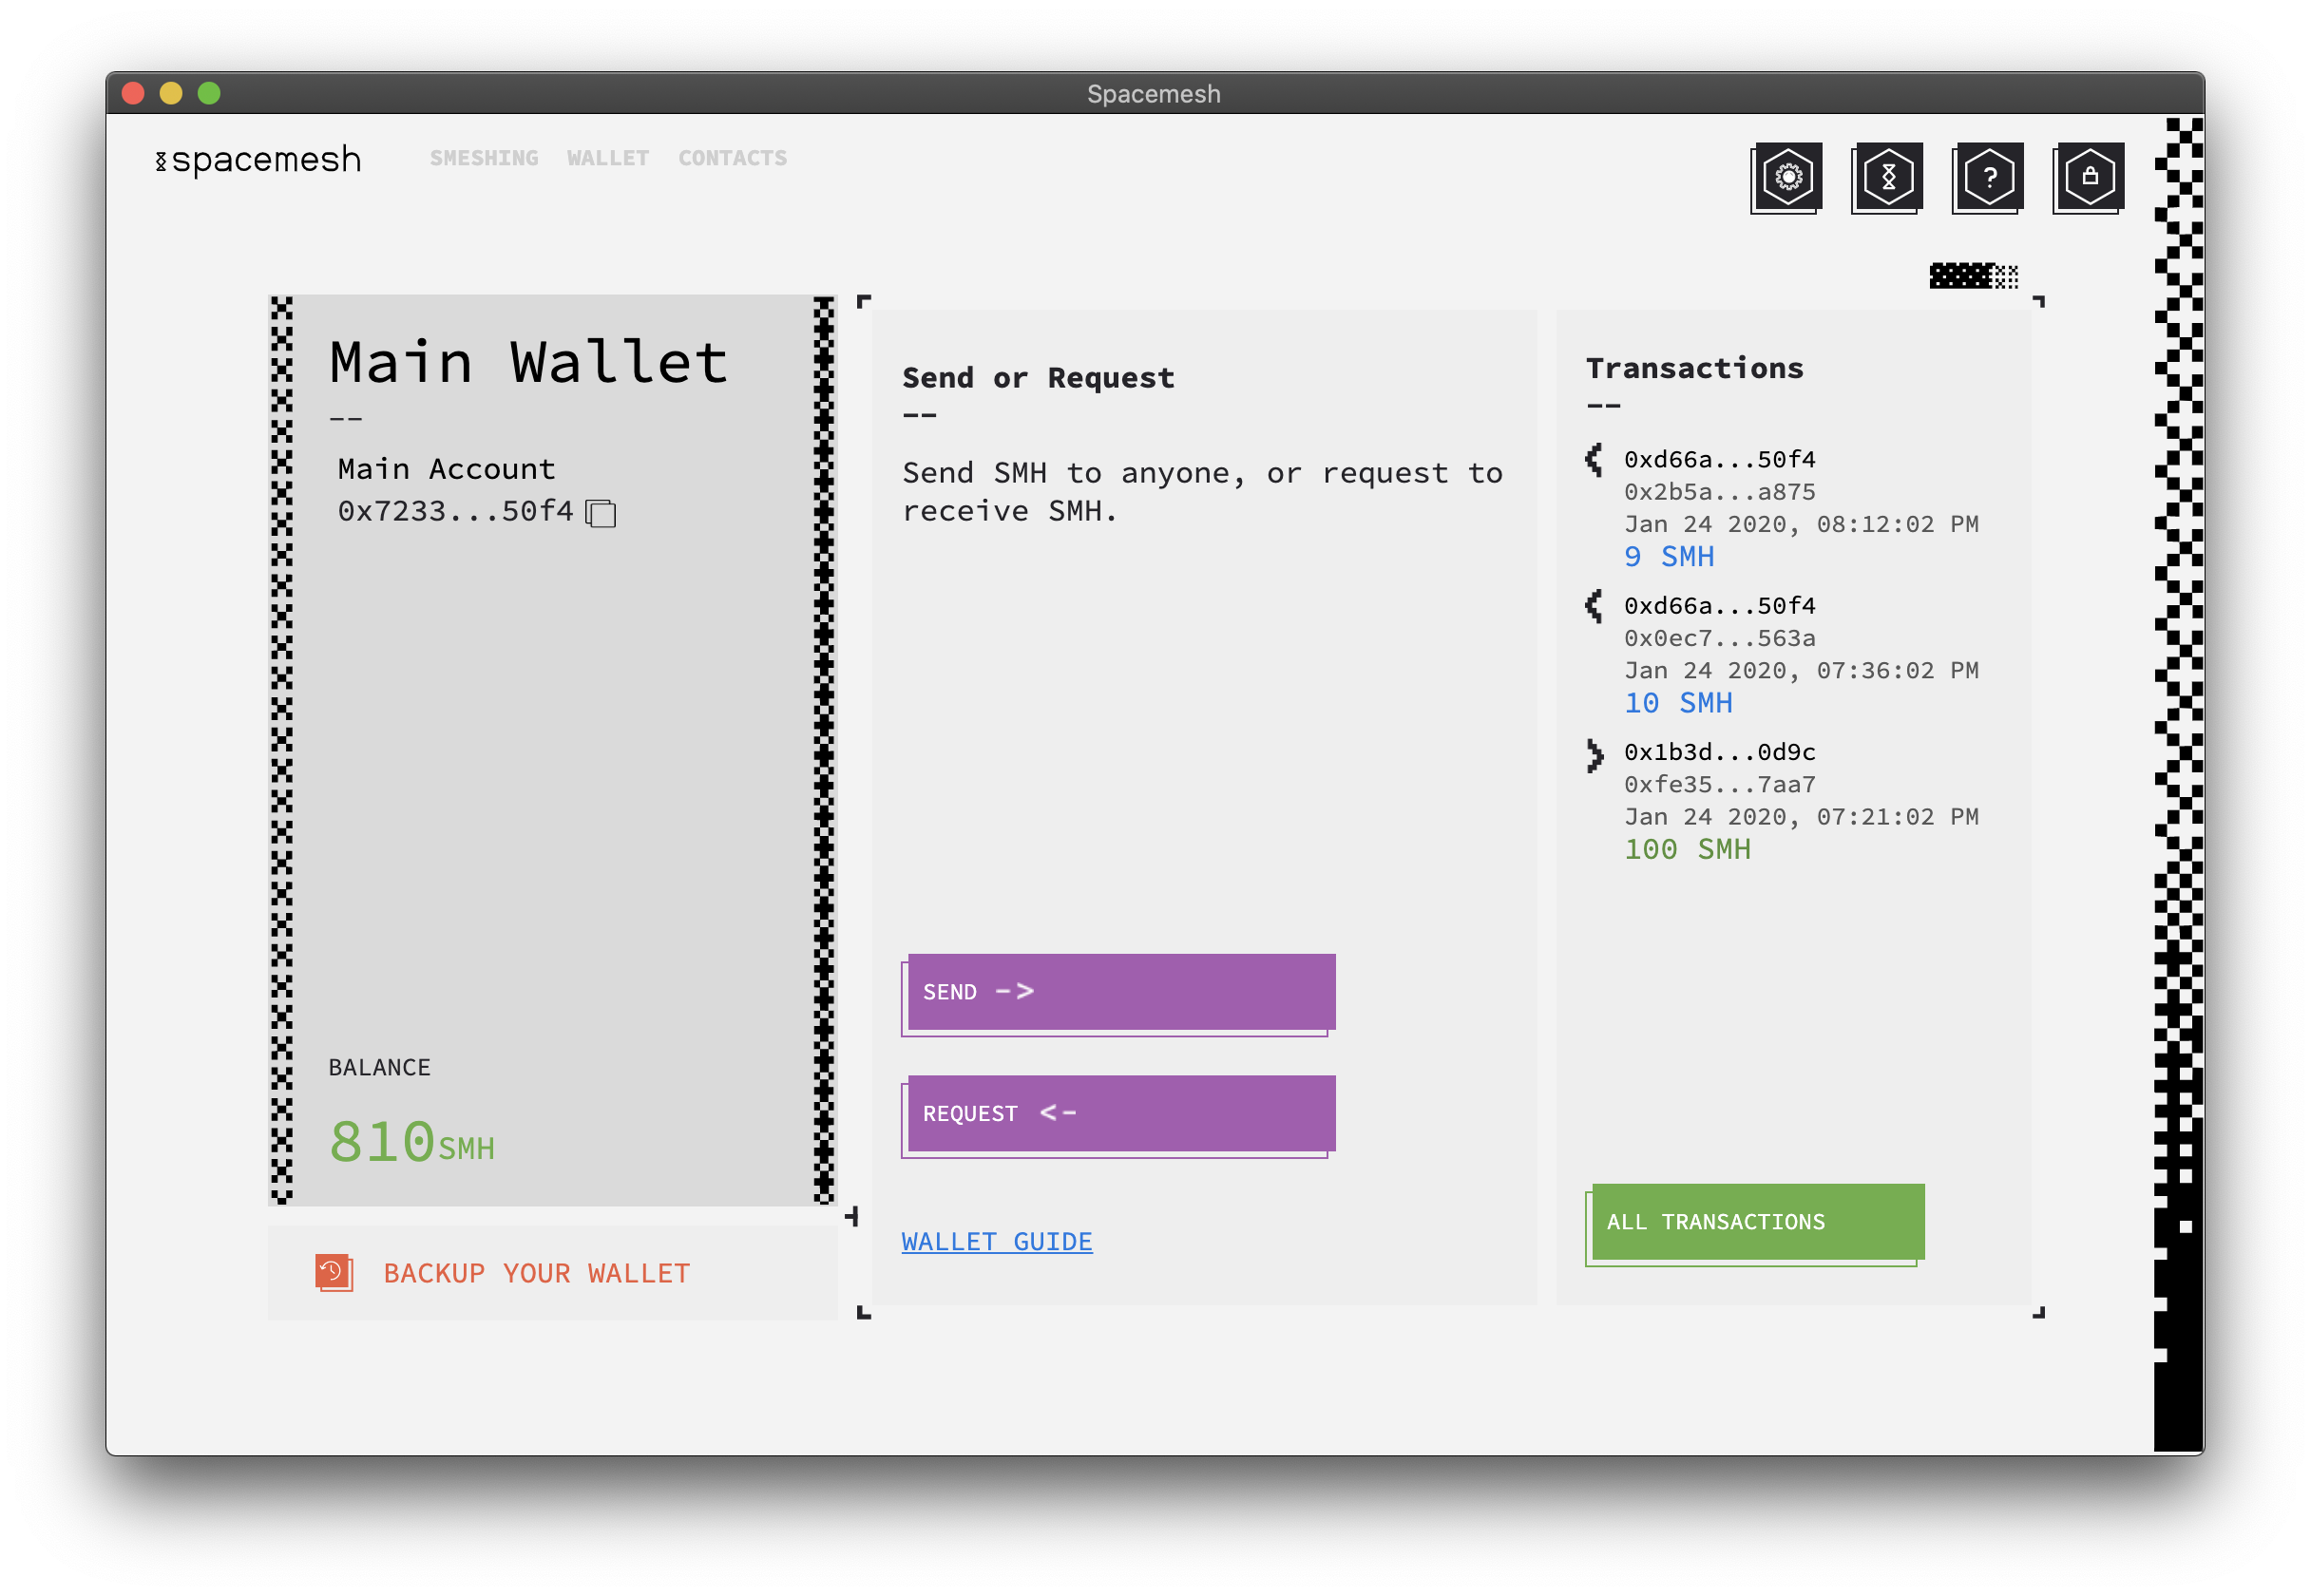 Spacemesh
spacemesh
SMESHING WALLET CONTACTS
?
Main Wallet
--
Main Account
0x7233...50f4
BALANCE
810SMH
BACKUP YOUR WALLET
Send or Request
--
Send SMH to anyone, or request to
receive SMH.
SEND ->
REQUEST <-
WALLET GUIDE
Transactions
--
0xd66a...50f4
0x2b5a...a875
Jan 24 2020, 08:12:02 PM
9 SMH
0xd66a...50f4
0x0ec7...563a
Jan 24 2020, 07:36:02 PM
10 SMH
0x1b3d...0d9c
0xfe35...7aa7
Jan 24 2020, 07:21:02 PM
100 SMH
ALL TRANSACTIONS